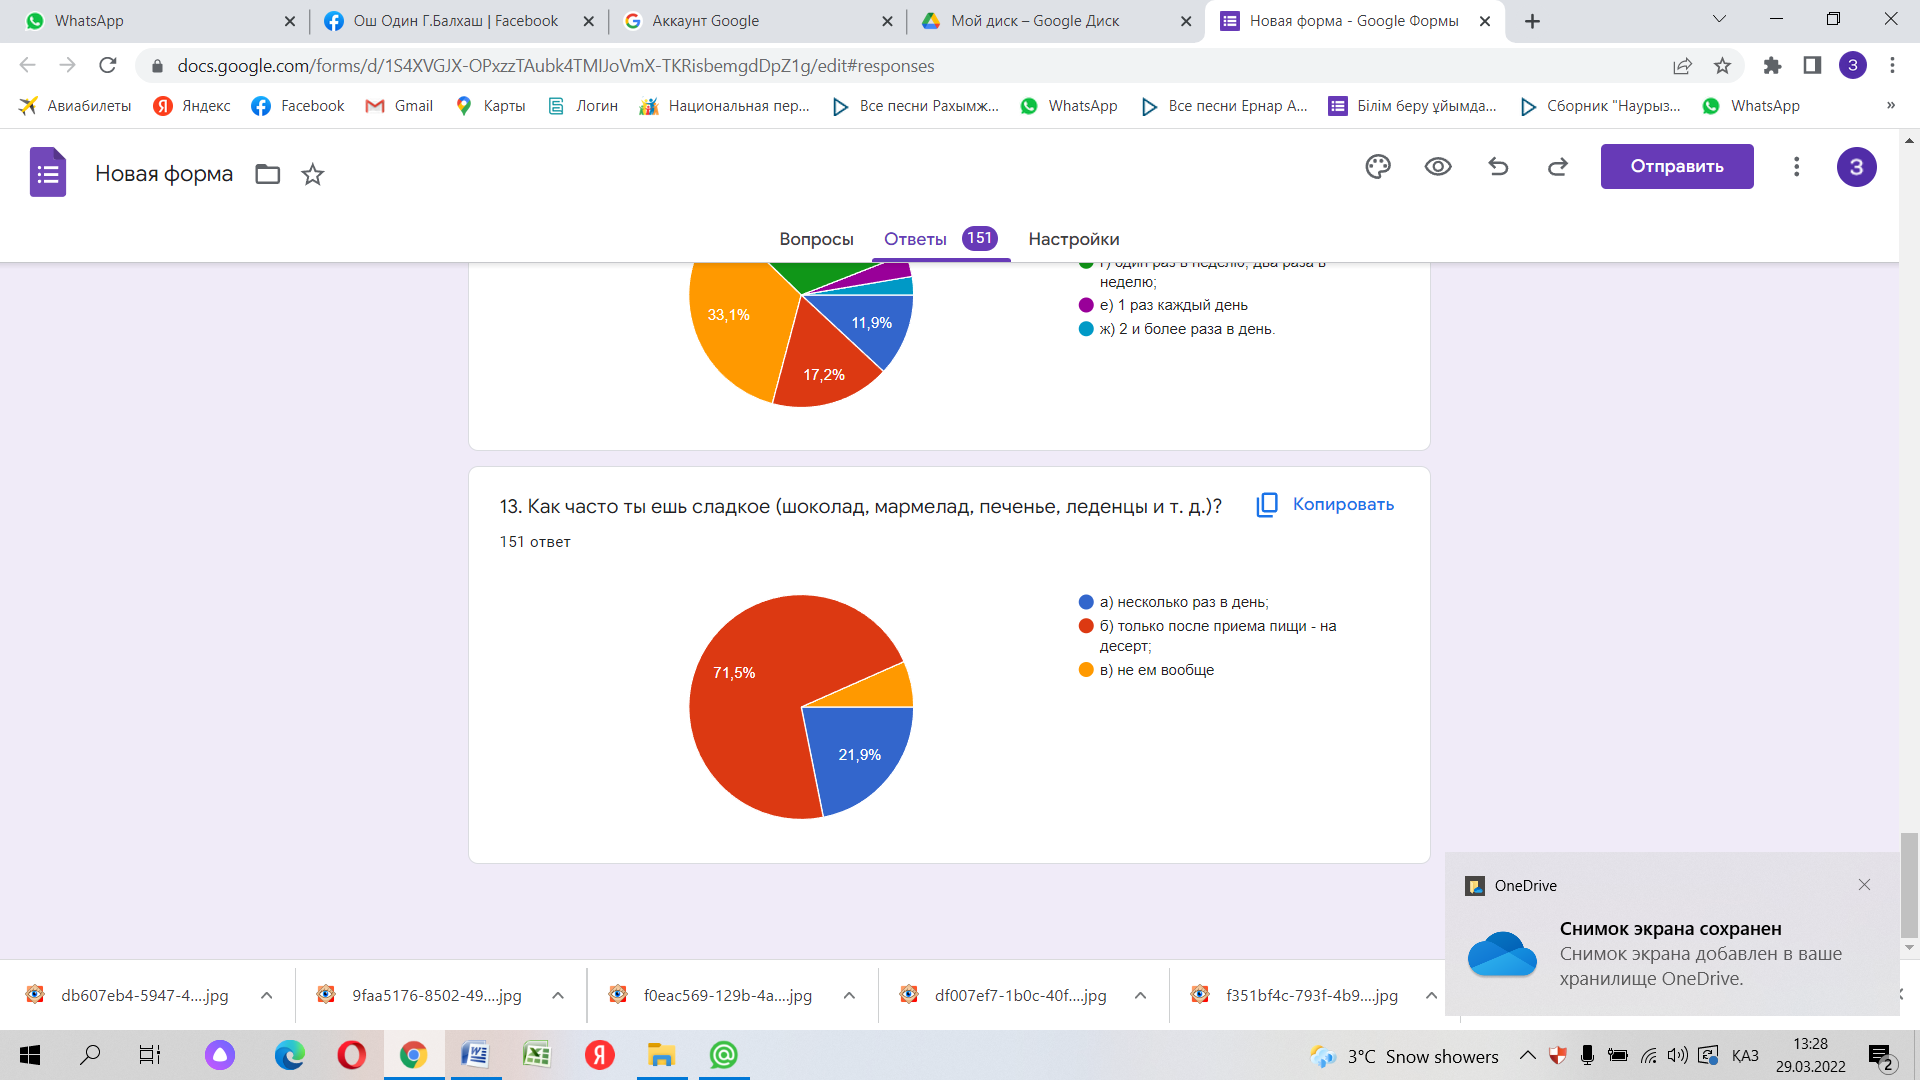 WhatsApp
Ош Один Г.Балхаш | Facebook
Аккаунт Google
Мой диск – Google Диск
Новая форма - Google Формы
docs.google.com/forms/d/1S4XVGJX-OPxzzTAubk4TMIJoVmX-TKRisbemgdDpZ1g/edit#responses
З
Авиабилеты
Яндекс
Facebook
Gmail
Карты
Логин
Национальная пер...
Все песни Рахымж...
WhatsApp
Все песни Ернар А...
Білім беру ұйымда...
Сборник "Наурыз...
WhatsApp
»
Новая форма
Отправить
З
Вопросы
Ответы 151
Настройки
г) один раз в неделю, два раза в
неделю;
е) 1 раз каждый день
ж) 2 и более раза в день.
33,1%
11,9%
17,2%
13. Как часто ты ешь сладкое (шоколад, мармелад, печенье, леденцы и т. д.)?
Копировать
151 ответ
а) несколько раз в день;
б) только после приема пищи - на
десерт;
в) не ем вообще
71,5%
21,9%
OneDrive
Снимок экрана сохранен
Снимок экрана добавлен в ваше
хранилище OneDrive.
db607eb4-5947-4....jpg
9faa5176-8502-49....jpg
f0eac569-129b-4a....jpg
df007ef7-1b0c-40f....jpg
f351bf4c-793f-4b9....jpg
3°C Snow showers
ҚАЗ
13:28
29.03.2022
2